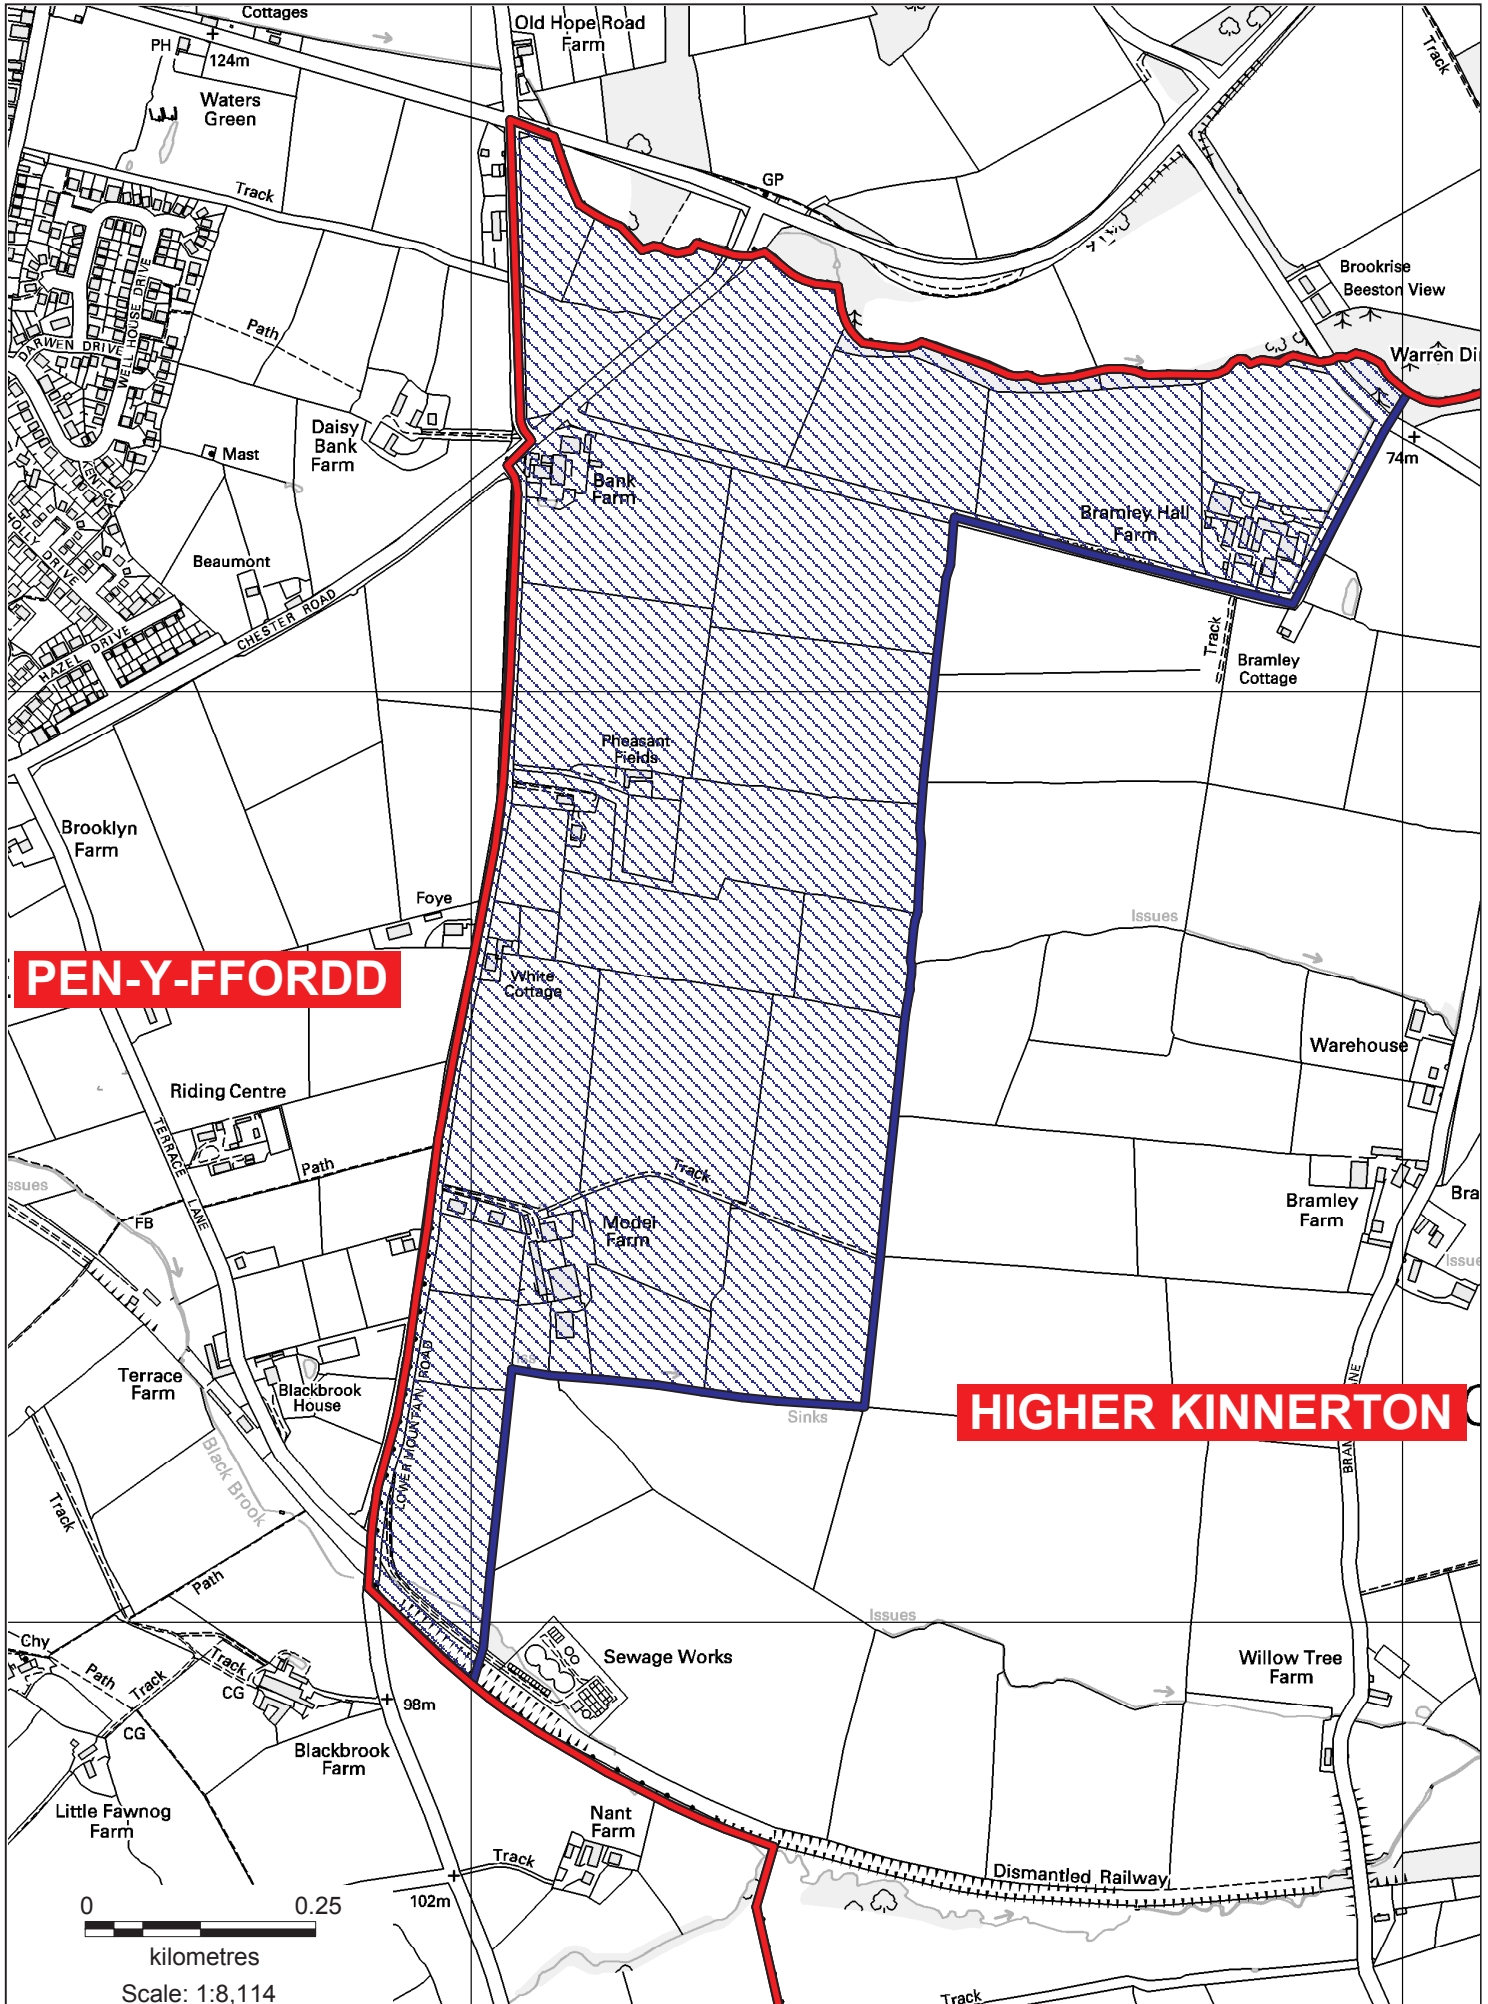 Cottages
Old Hope Road
Farm
PH
124m
Track
Waters
Green
Track
GP
Brookrise
Beeston View
WELL HOUSE DRIVE
DARWEN DRIVE
Path
Warren Di
Daisy
Bank
Farm
Mast
74m
Bank
Farm
Bramley Hall
Farm
HOLLY DRIVE
Beaumont
CHESTER ROAD
HAZEL DRIVE
Track
Bramley
Cottage
Pheasant
Fields
Brooklyn
Farm
Foye
Issues
PEN-Y-FFORDD
White
Cottage
Warehouse
Riding Centre
TERRACE LANE
Path
Track
ssues
FB
Model
Farm
Bramley
Farm
Bra
Issue
Terrace
Farm
Blackbrook
House
LOWER MOUNTAIN ROAD
Iss
Sinks
HIGHER KINNERTON
Black Brook
Track
Path
Issues
Chy
Path
Track
Track
CG
CG
98m
Sewage Works
Willow Tree
Farm
Blackbrook
Farm
Little Fawnog
Farm
Nant
Farm
Track
Dismantled Railway
102m
0 0.25
kilometres
Scale: 1:8,114
Track